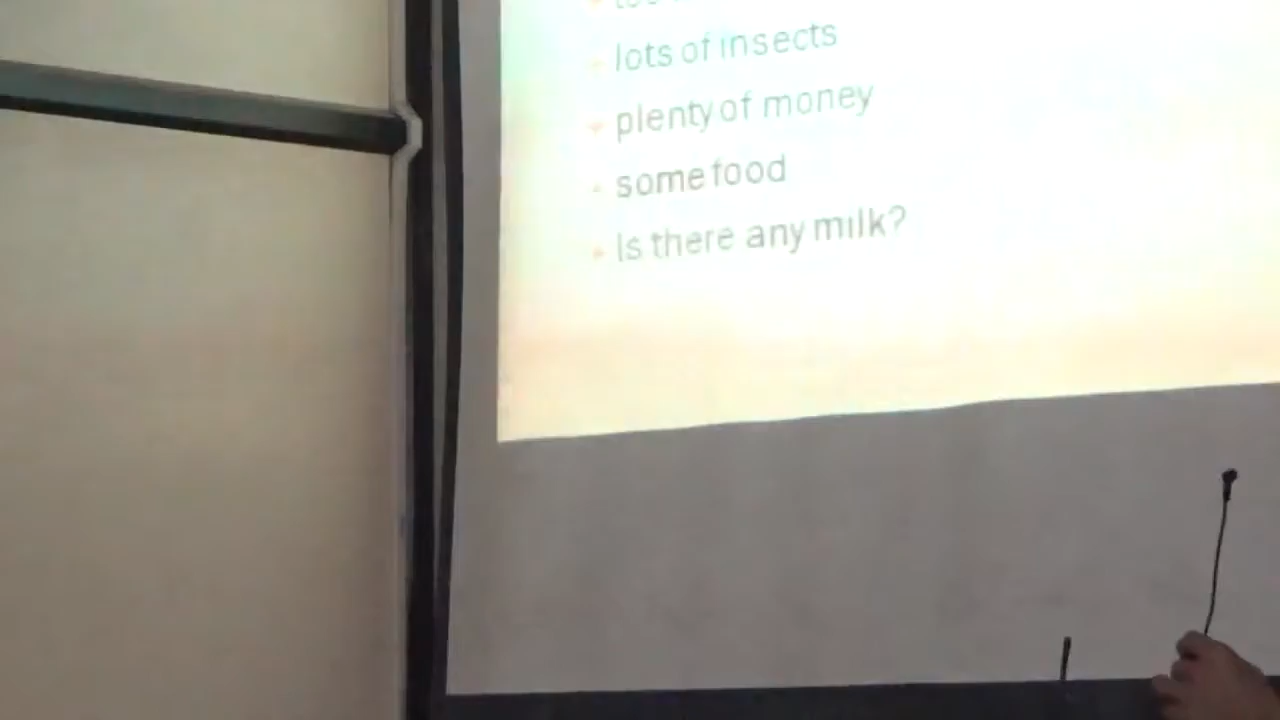 lots of insects
plenty of money
some food
Is there any milk?